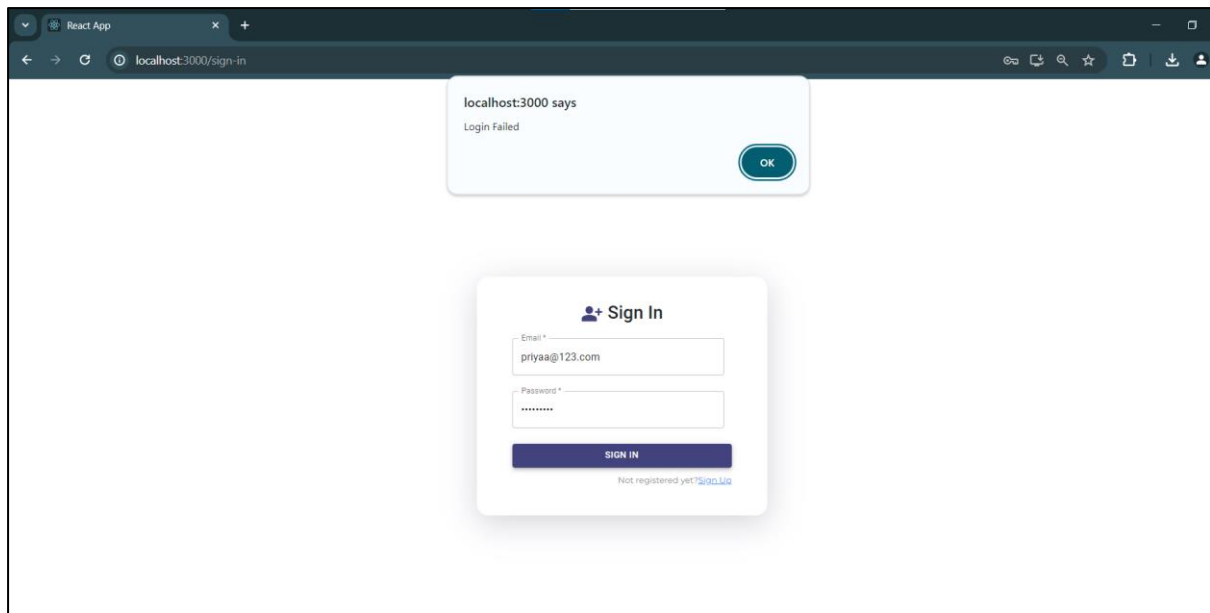 React App
localhost:3000/sign-in
localhost:3000 says
Login Failed
OK
Sign In
Email *
priyaa@123.com
Password *
•••••••••
SIGN IN
Not registered yet?Sign Up